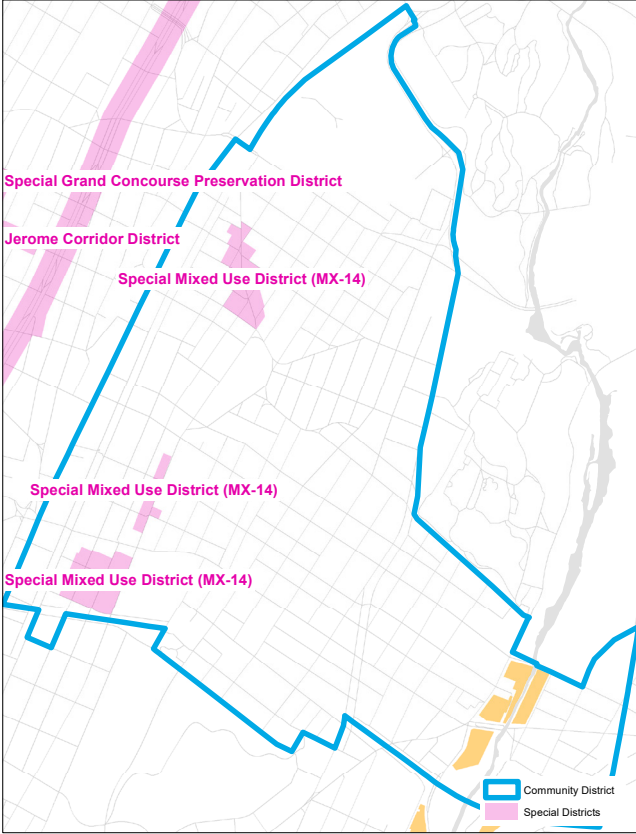 Special Grand Concourse Preservation District
Jerome Corridor District
Special Mixed Use District (MX-14)
Special Mixed Use District (MX-14)
Special Mixed Use District (MX-14)
Community District
Special Districts